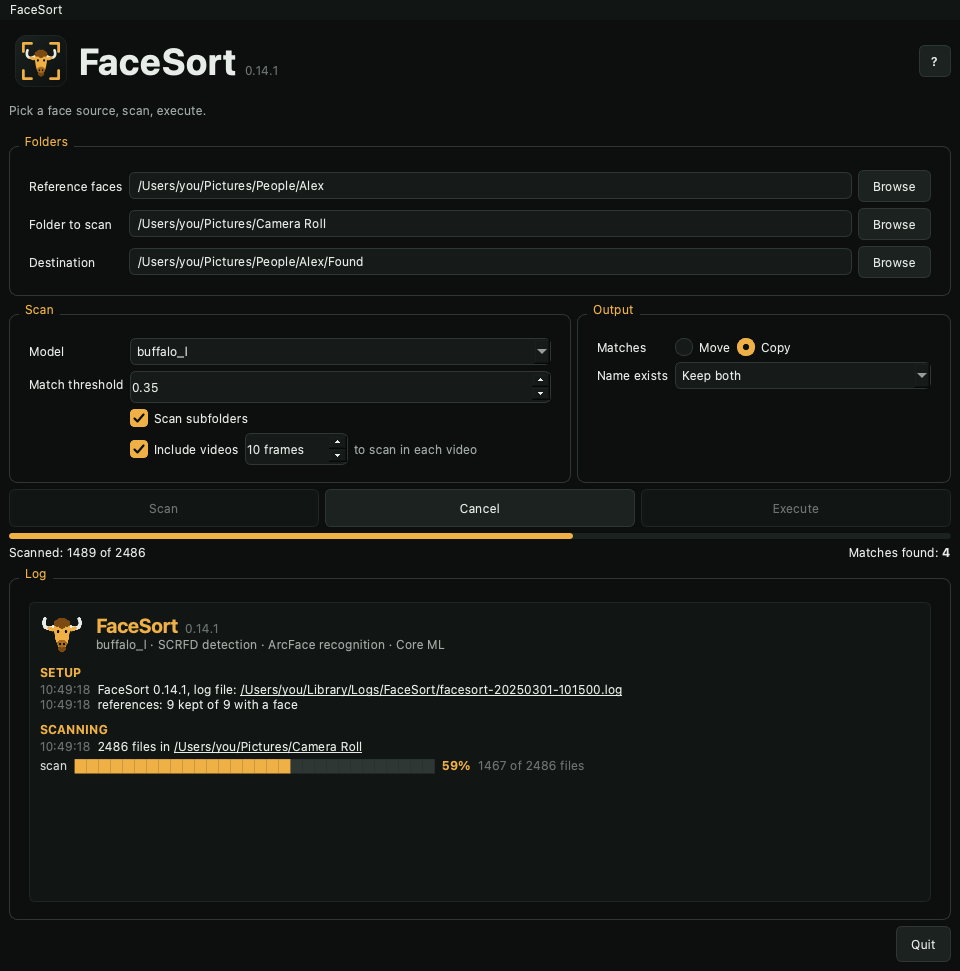 FaceSort
FaceSort 0.14.1
?
Pick a face source, scan, execute.
Folders
Reference faces /Users/you/Pictures/People/Alex Browse
Folder to scan /Users/you/Pictures/Camera Roll Browse
Destination /Users/you/Pictures/People/Alex/Found Browse
Scan
Model buffalo_l
Match threshold 0.35
Scan subfolders
Include videos 10 frames to scan in each video
Output
Matches Move Copy
Name exists Keep both
Scan Cancel Execute
Scanned: 1489 of 2486 Matches found: 4
Log
FaceSort 0.14.1
buffalo_l · SCRFD detection · ArcFace recognition · Core ML
SETUP
10:49:18 FaceSort 0.14.1, log file: /Users/you/Library/Logs/FaceSort/facesort-20250301-101500.log
10:49:18 references: 9 kept of 9 with a face
SCANNING
10:49:18 2486 files in /Users/you/Pictures/Camera Roll
scan 59% 1467 of 2486 files
Quit